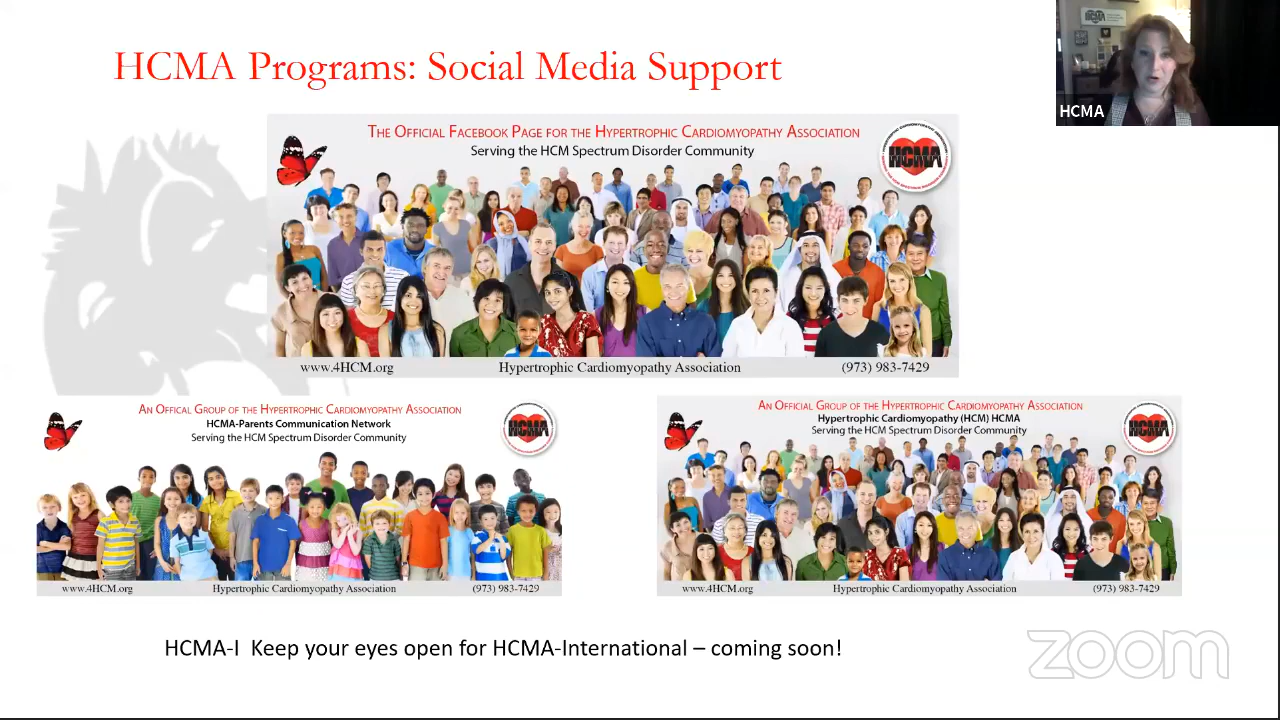 HCMA Programs: Social Media Support
HCMA
THE OFFICIAL FACEBOOK PAGE FOR THE HYPERTROPHIC CARDIOMYOPATHY ASSOCIATION
Serving the HCM Spectrum Disorder Community
HCMA
www.4HCM.org Hypertrophic Cardiomyopathy Association (973) 983-7429
AN OFFICAL GROUP OF THE HYPERTROPHIC CARDIOMYOPATHY ASSOCIATION
HCMA-Parents Communication Network
Serving the HCM Spectrum Disorder Community
HCMA
www.4HCM.org Hypertrophic Cardiomyopathy Association (973) 983-7429
AN OFFICIAL GROUP OF THE HYPERTROPHIC CARDIOMYOPATHY ASSOCIATION
Hypertrophic Cardiomyopathy (HCM) HCMA
Serving the HCM Spectrum Disorder Community
HCMA
www.4HCM.org Hypertrophic Cardiomyopathy Association (973) 983-7429
HCMA-I Keep your eyes open for HCMA-International – coming soon!
zoom